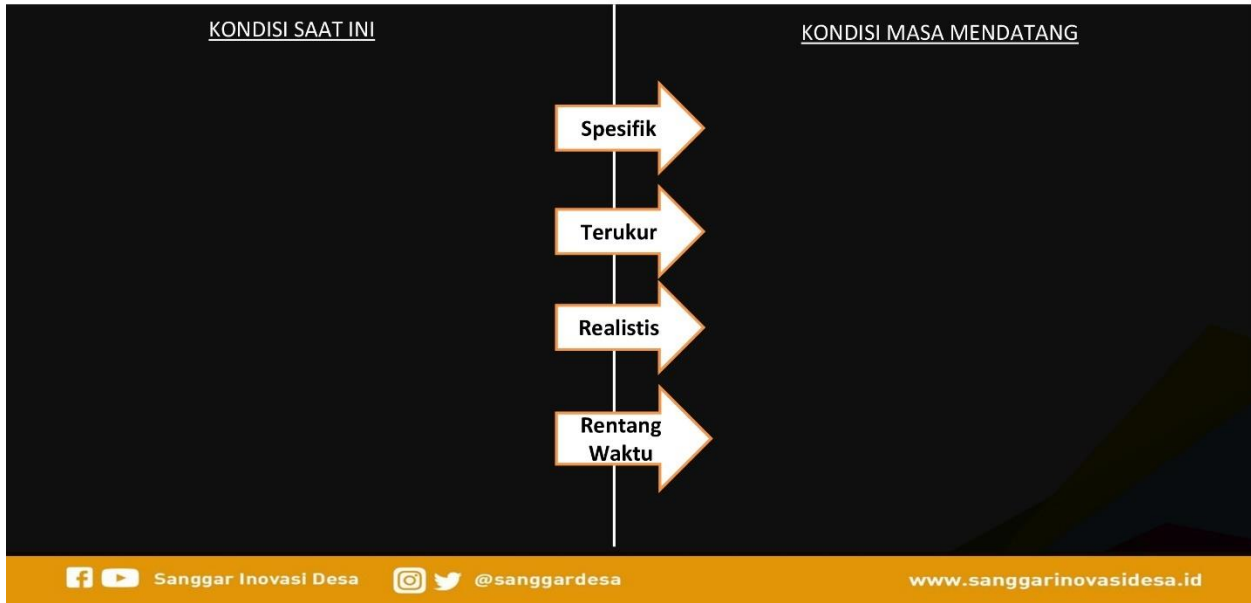 KONDISI SAAT INI
KONDISI MASA MENDATANG
Spesifik
Terukur
Realistis
Rentang
Waktu
Sanggar Inovasi Desa
@sanggardesa
www.sanggarinovasidesa.id